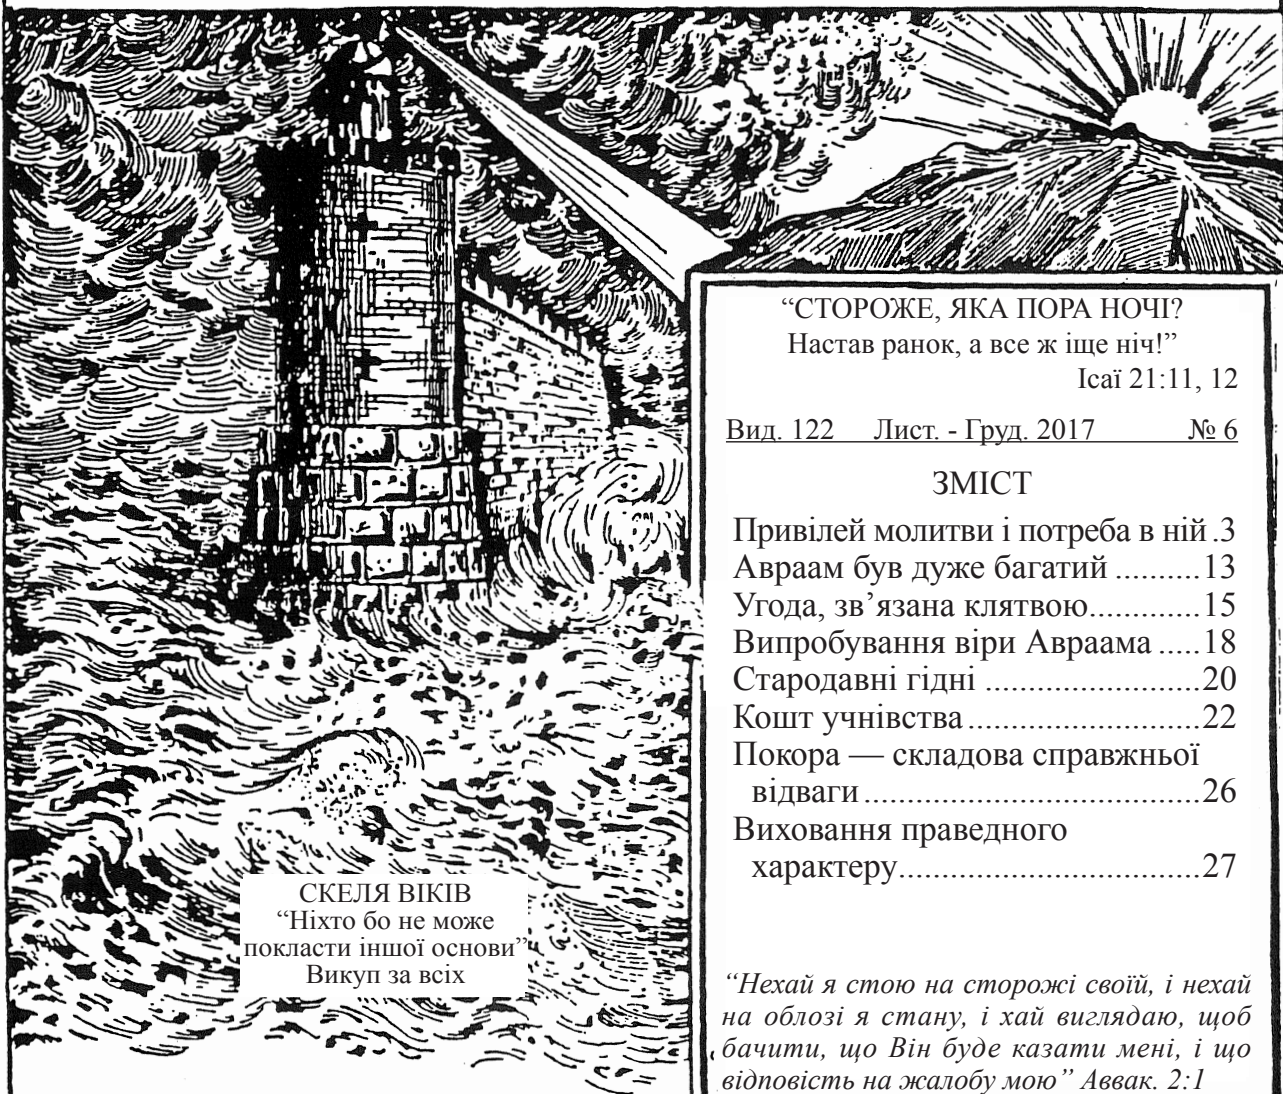 “СТОРОЖЕ, ЯКА ПОРА НОЧІ?
Настав ранок, а все ж іще ніч!”
Ісаї 21:11, 12
Вид. 122 Лист. - Груд. 2017 № 6
ЗМІСТ
Привілей молитви і потреба в ній .3
Авраам був дуже багатий ..........13
Угода, зв’язана клятвою.............15
Випробування віри Авраама .....18
Стародавні гідні ........................20
Кошт учнівства ...........................22
Покора — складова справжньої
відваги ......................................26
Виховання праведного
характеру..................................27
СКЕЛЯ ВІКІВ
“Ніхто бо не може
покласти іншої основи”
Викуп за всіх
“Нехай я стою на сторожі своїй, і нехай
на облозі я стану, і хай виглядаю, щоб
бачити, що Він буде казати мені, і що
відповість на жалобу мою” Аввак. 2:1